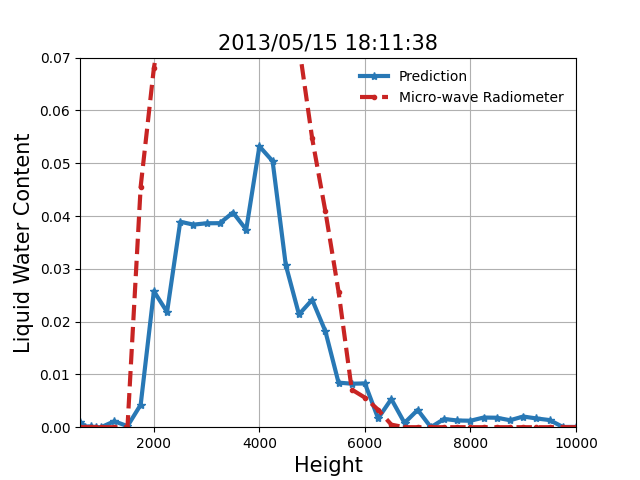 2013/05/15 18:11:38
0.07
0.06
0.05
0.04
0.03
0.02
0.01
0.00
Liquid Water Content
Prediction
Micro-wave Radiometer
2000 4000 6000 8000 10000
Height